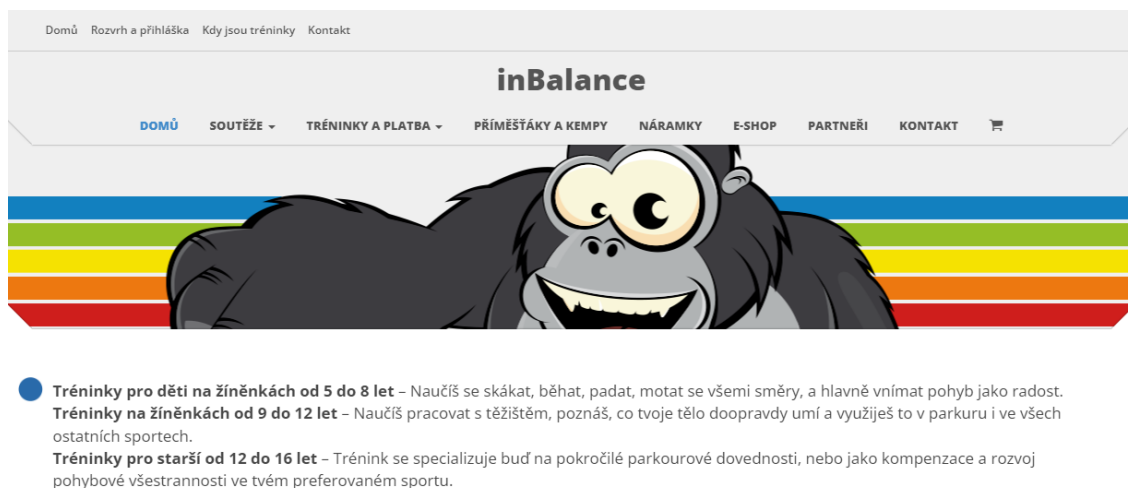 Domů Rozvrh a přihláška Kdy jsou tréninky Kontakt
inBalance
DOMŮ SOUTĚŽE TRÉNINKY A PLATBA PŘÍMĚŠŤÁKY A KEMPY NÁRAMKY E-SHOP PARTNEŘI KONTAKT
Tréninky pro děti na žíněnkách od 5 do 8 let – Naučíš se skákat, běhat, padat, motat se všemi směry, a hlavně vnímat pohyb jako radost.
Tréninky na žíněnkách od 9 do 12 let – Naučíš pracovat s těžištěm, poznáš, co tvoje tělo doopravdy umí a využiješ to v parkuru i ve všech
ostatních sportech.
Tréninky pro starší od 12 do 16 let – Trénink se specializuje buď na pokročilé parkourové dovednosti, nebo jako kompenzace a rozvoj
pohybové všestrannosti ve tvém preferovaném sportu.